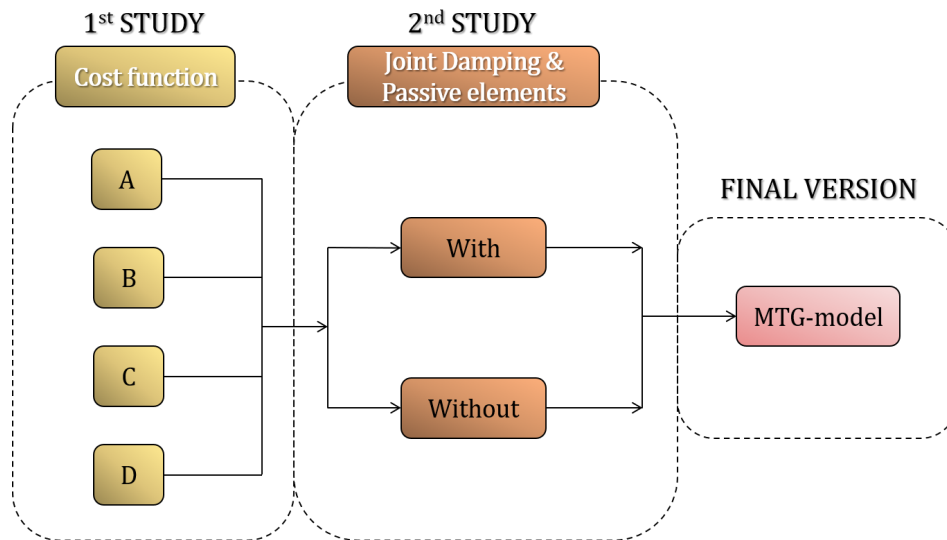 1st STUDY
Cost function
A
B
C
D
2nd STUDY
Joint Damping &
Passive elements
With
Without
FINAL VERSION
MTG-model